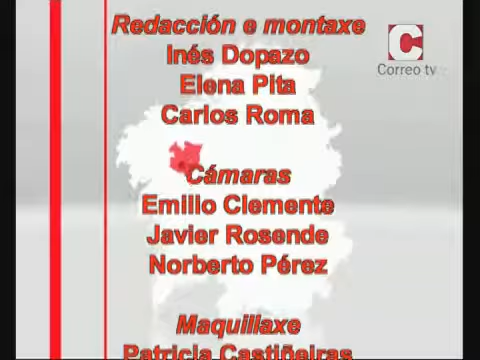 Redacción e montaxe
Inés Dopazo
Elena Pita
Carlos Roma
C
Correo tv
Cámaras
Emilio Clemente
Javier Rosende
Norberto Pérez
Maquillaxe
Patricia Castiñeiras